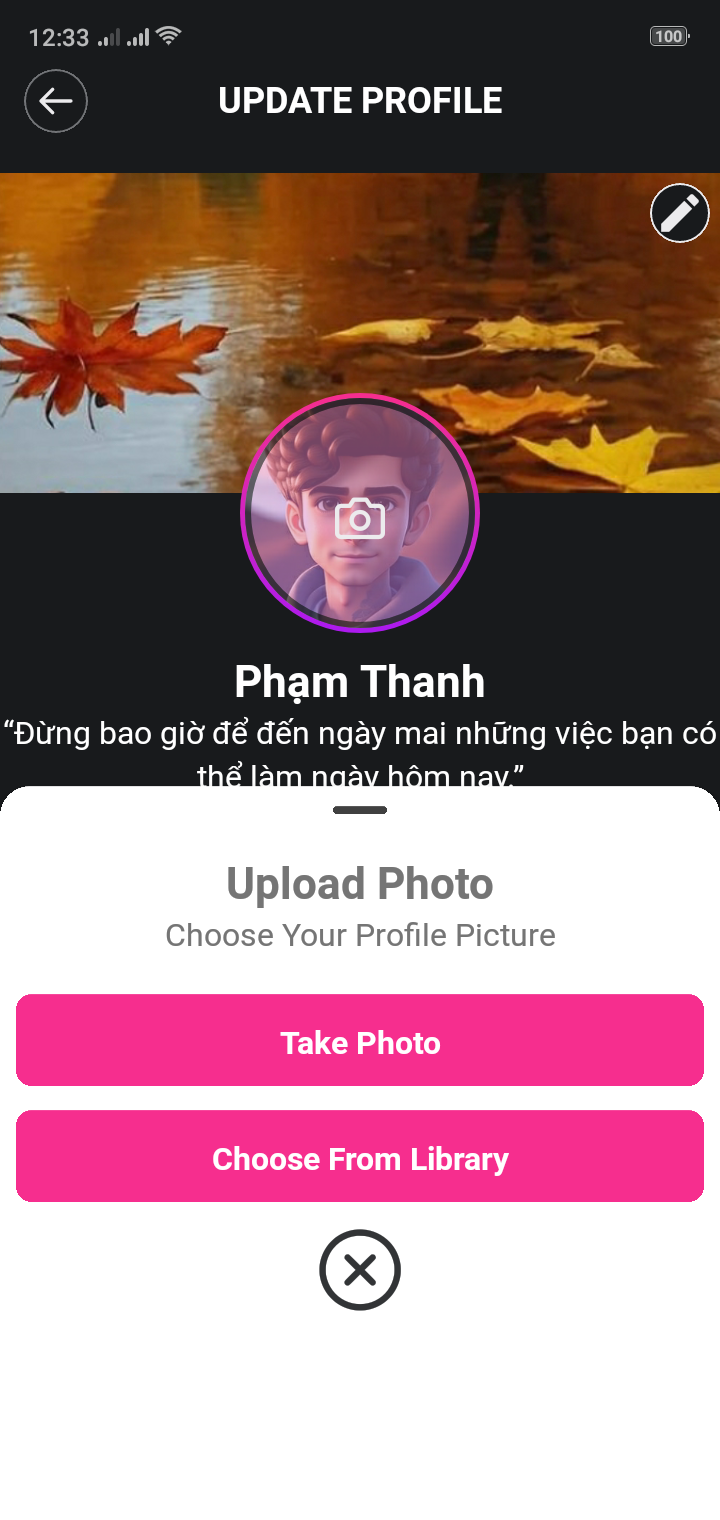 12:33
100
UPDATE PROFILE
Phạm Thanh
“Đừng bao giờ để đến ngày mai những việc bạn có
thể làm ngày hôm nay.”
Upload Photo
Choose Your Profile Picture
Take Photo
Choose From Library